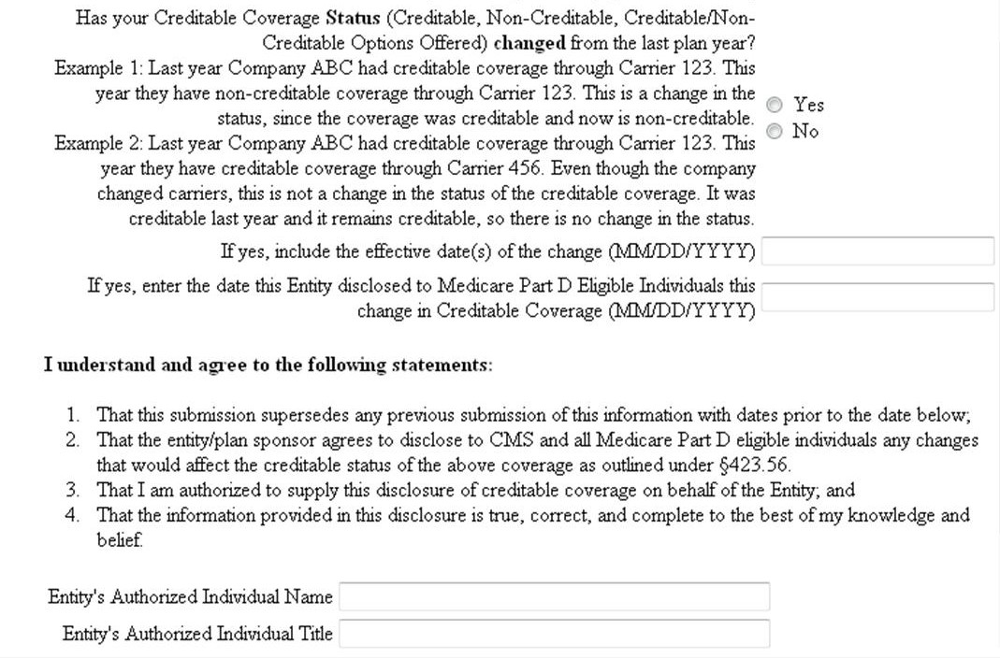 Has your Creditable Coverage Status (Creditable, Non-Creditable, Creditable/Non-
Creditable Options Offered) changed from the last plan year?
Example 1: Last year Company ABC had creditable coverage through Carrier 123. This
year they have non-creditable coverage through Carrier 123. This is a change in the
status, since the coverage was creditable and now is non-creditable.
Example 2: Last year Company ABC had creditable coverage through Carrier 123. This
year they have creditable coverage through Carrier 456. Even though the company
changed carriers, this is not a change in the status of the creditable coverage. It was
creditable last year and it remains creditable, so there is no change in the status.
Yes
No
If yes, include the effective date(s) of the change (MM/DD/YYYY)
If yes, enter the date this Entity disclosed to Medicare Part D Eligible Individuals this
change in Creditable Coverage (MM/DD/YYYY)
I understand and agree to the following statements:
1. That this submission supersedes any previous submission of this information with dates prior to the date below;
2. That the entity/plan sponsor agrees to disclose to CMS and all Medicare Part D eligible individuals any changes
that would affect the creditable status of the above coverage as outlined under §423.56.
3. That I am authorized to supply this disclosure of creditable coverage on behalf of the Entity; and
4. That the information provided in this disclosure is true, correct, and complete to the best of my knowledge and
belief.
Entity's Authorized Individual Name
Entity's Authorized Individual Title